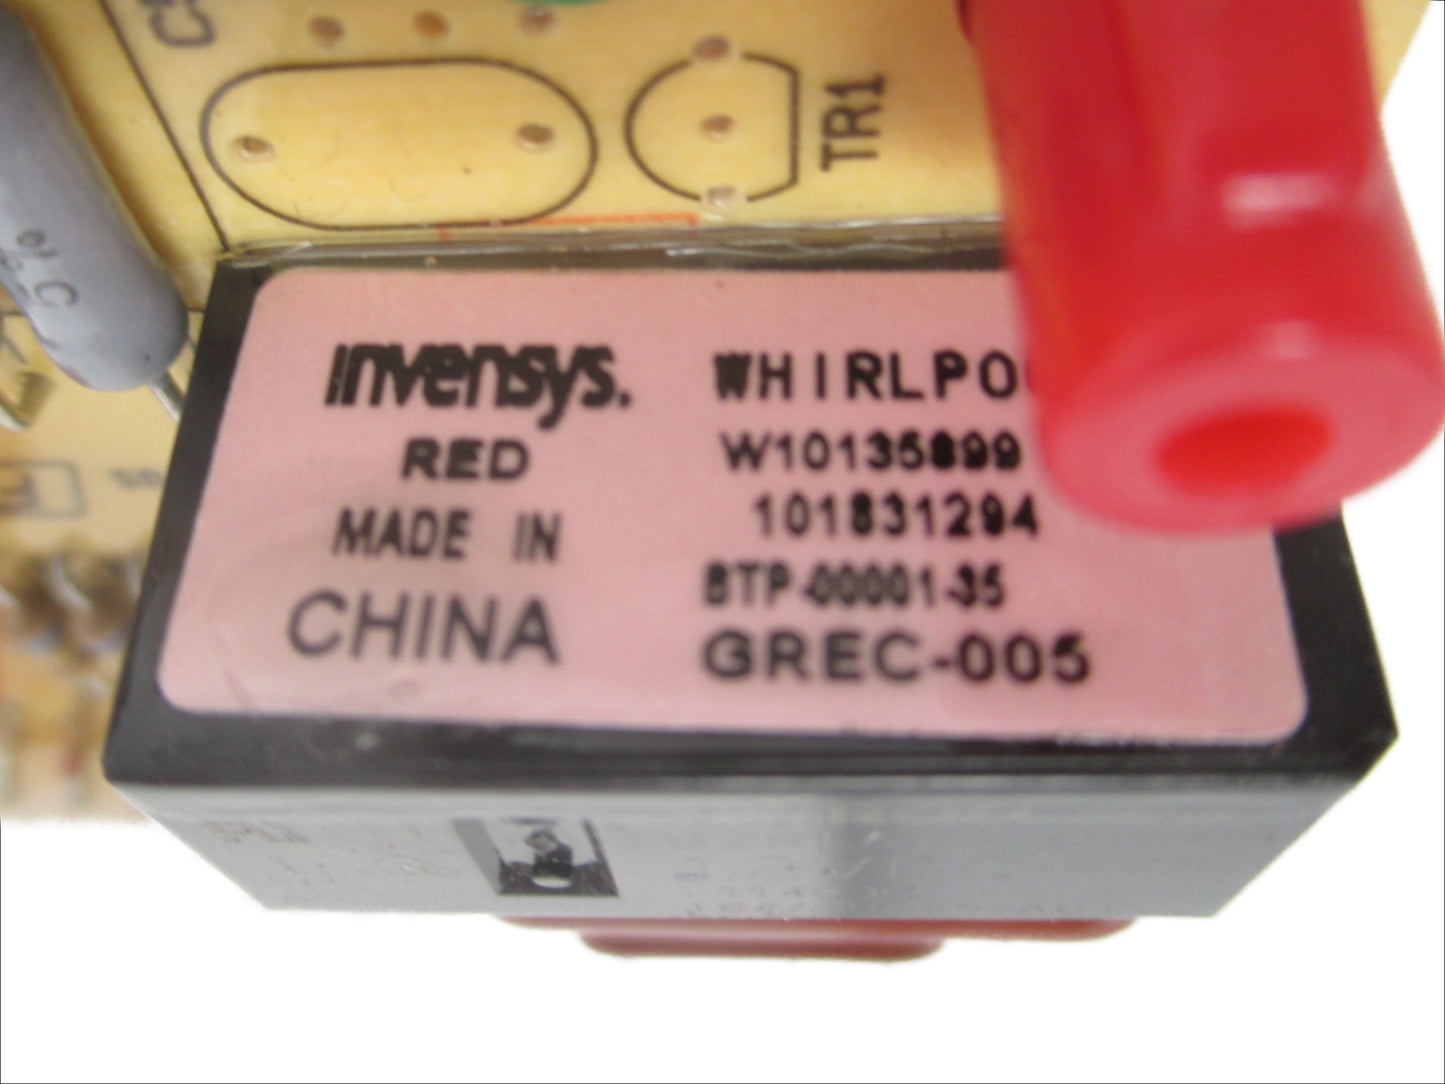 TR1
invensys.
RED
MADE IN
CHINA
WHIRLPO
W10135899
101831294
BTP-00001-35
GREC-005